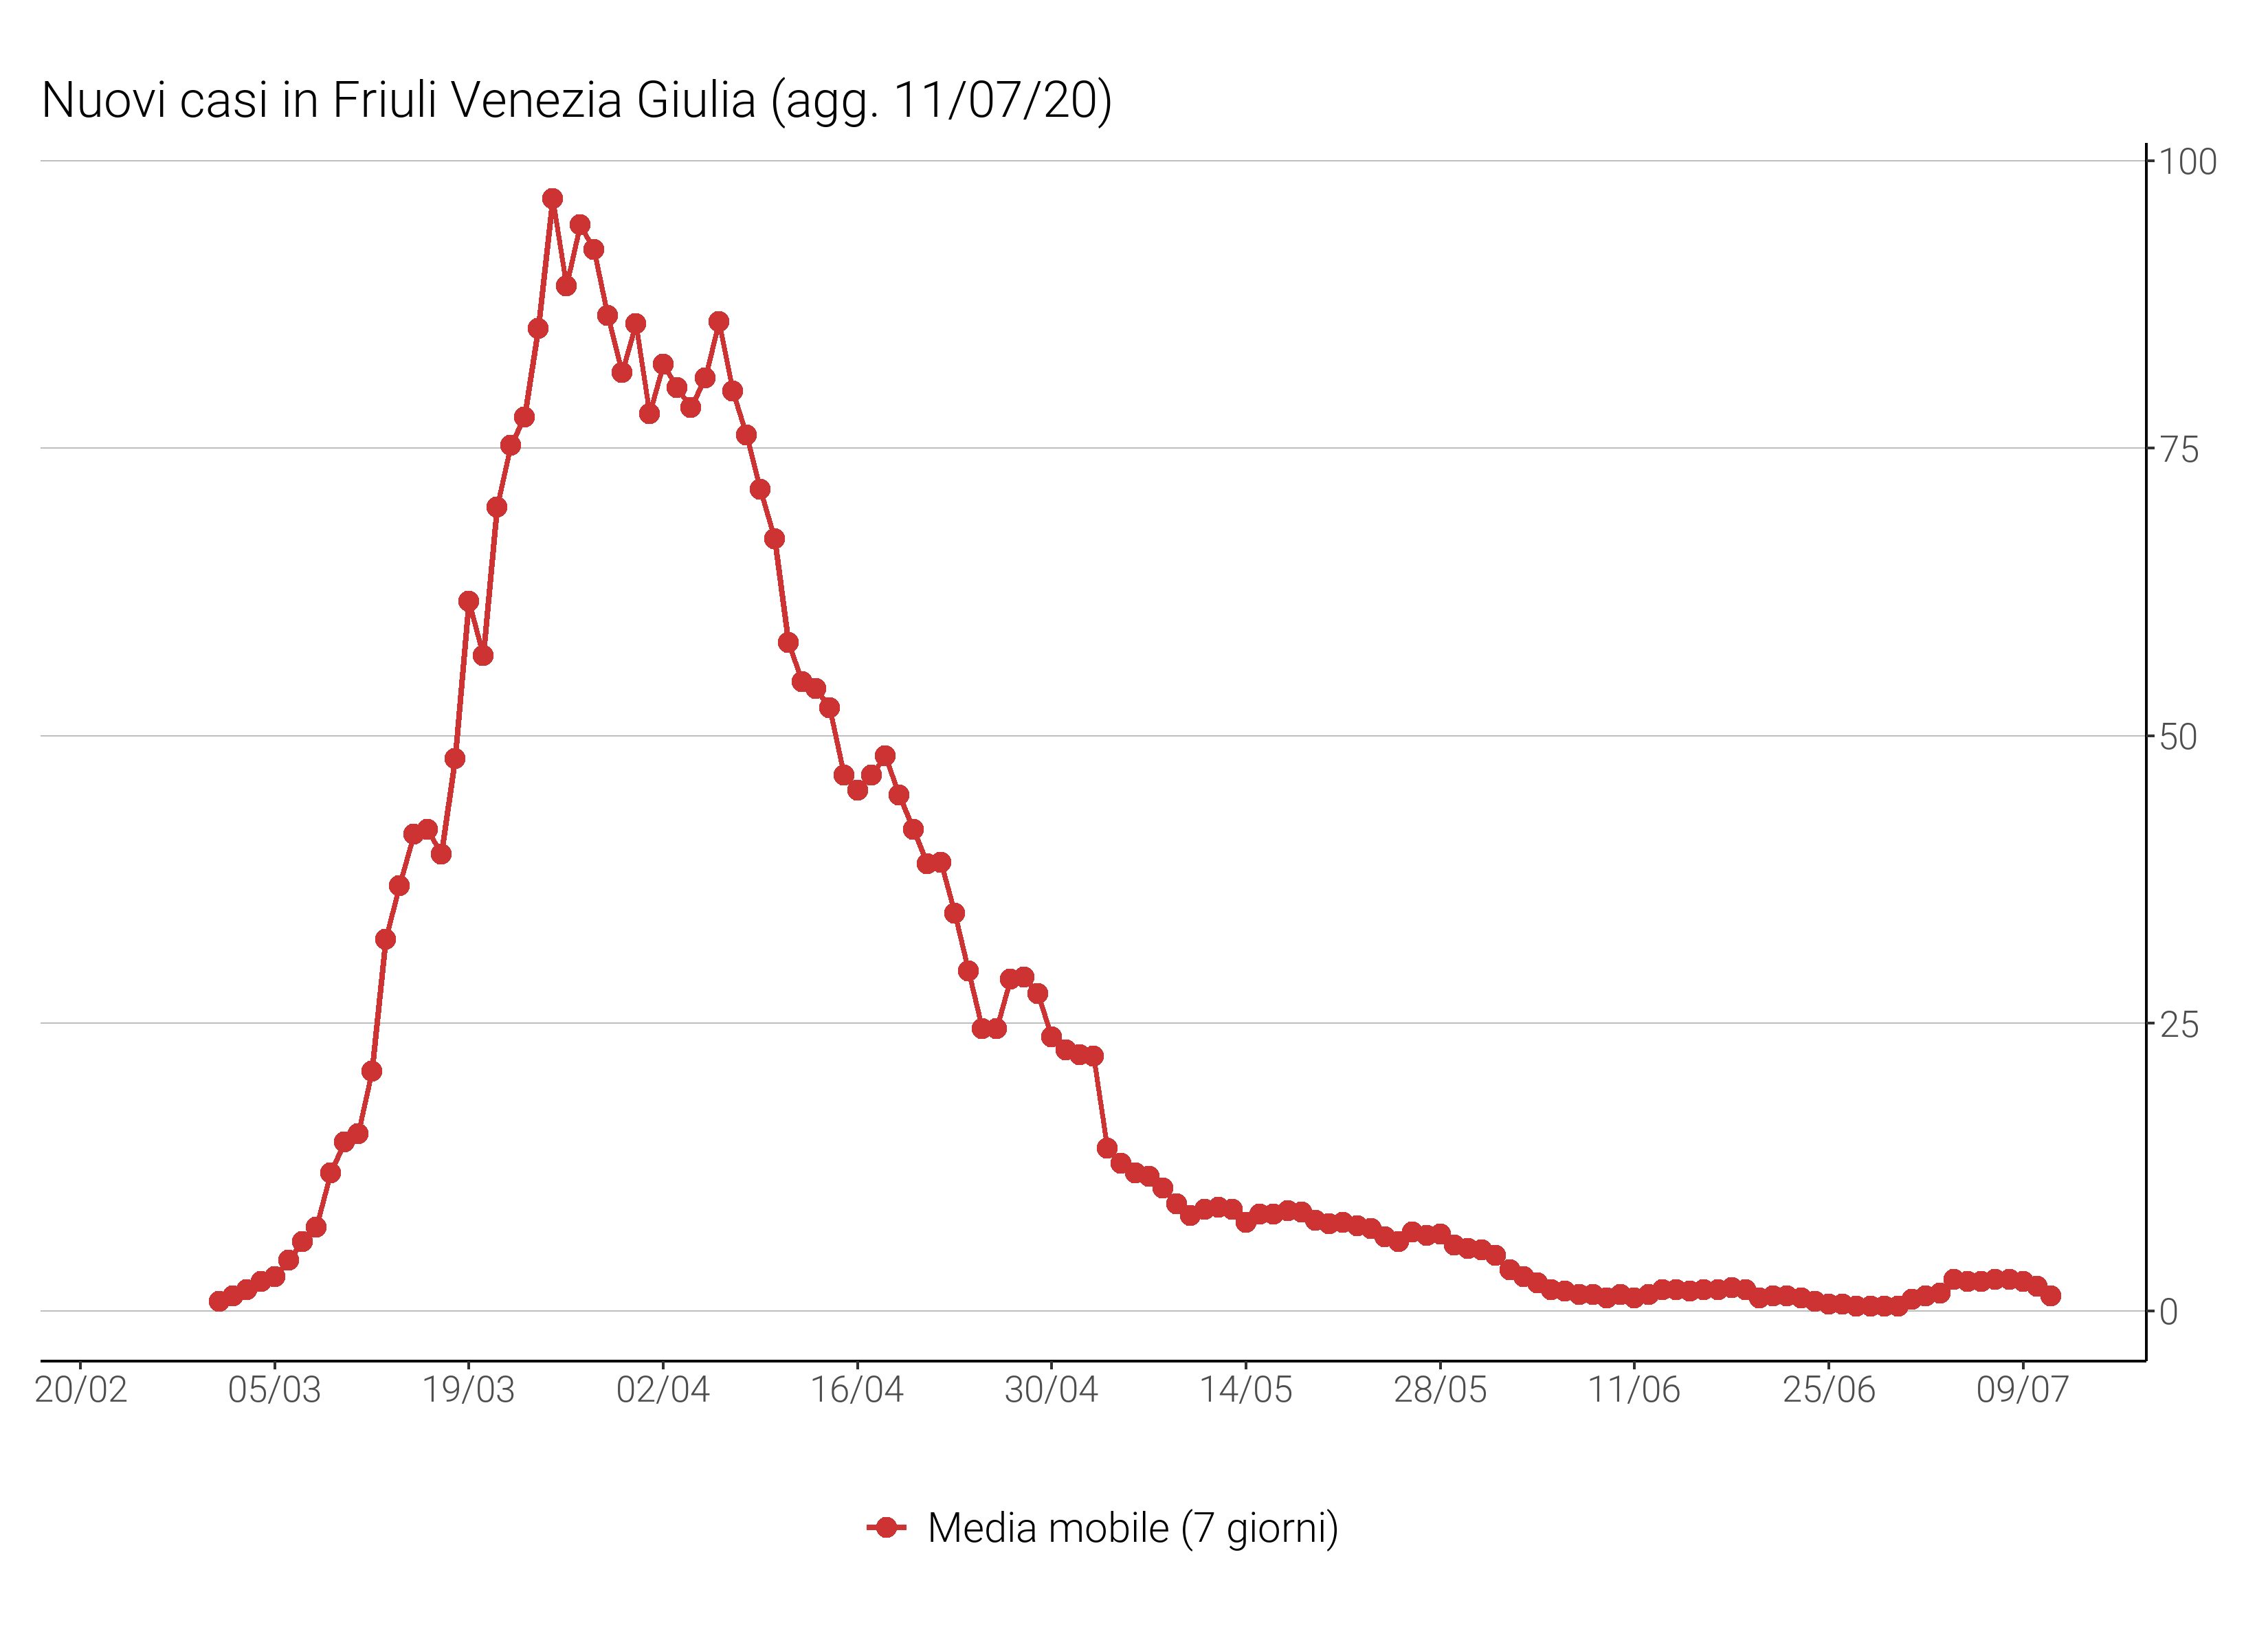 Nuovi casi in Friuli Venezia Giulia (agg. 11/07/20)
100
75
50
25
0
20/02 05/03 19/03 02/04 16/04 30/04 14/05 28/05 11/06 25/06 09/07
Media mobile (7 giorni)